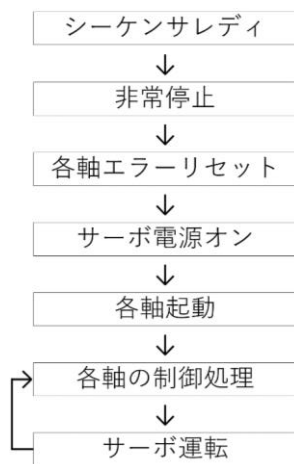 シーケンサレディ
非常停止
各軸エラーリセット
サーボ電源オン
各軸起動
各軸の制御処理
サーボ運転